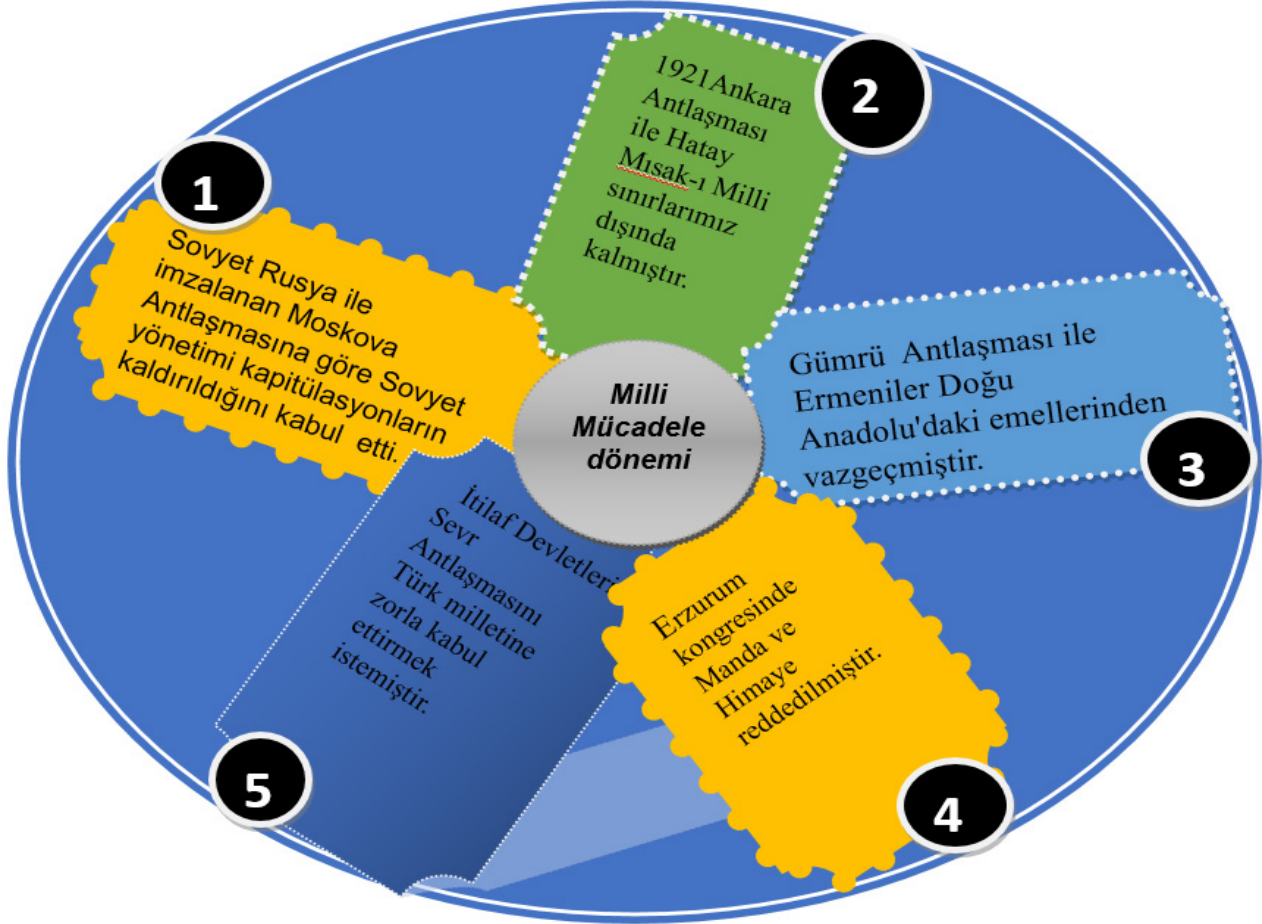 Milli
Mücadele
dönemi
1
Sovyet Rusya ile
imzalanan Moskova
Antlaşmasına göre Sovyet
yönetimi kapitülasyonların
kaldırıldığını kabul etti.
2
1921Ankara
Antlaşması
ile Hatay
Mısak-ı Milli
sınırlarımız
dışında
kalmıştır.
3
Gümrü Antlaşması ile
Ermeniler Doğu
Anadolu'daki emellerinden
vazgeçmiştir.
4
Erzurum
kongresinde
Manda ve
Himaye
reddedilmiştir.
5
İtilaf Devletleri
Sevr
Antlaşmasını
Türk milletine
zorla kabul
ettirmek
istemiştir.